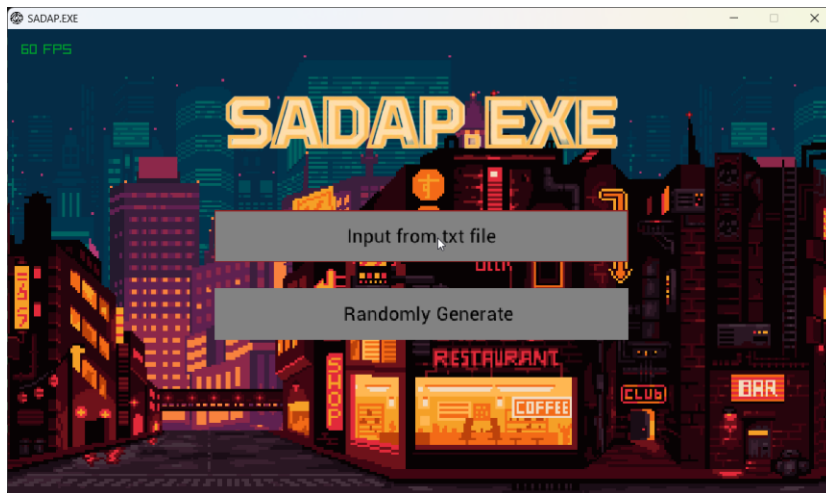 SADAP.EXE
60 FPS
SADAP.EXE
Input from txt file
Randomly Generate
RESTAURANT
SHOP
COFFEE
CLUB
BAR